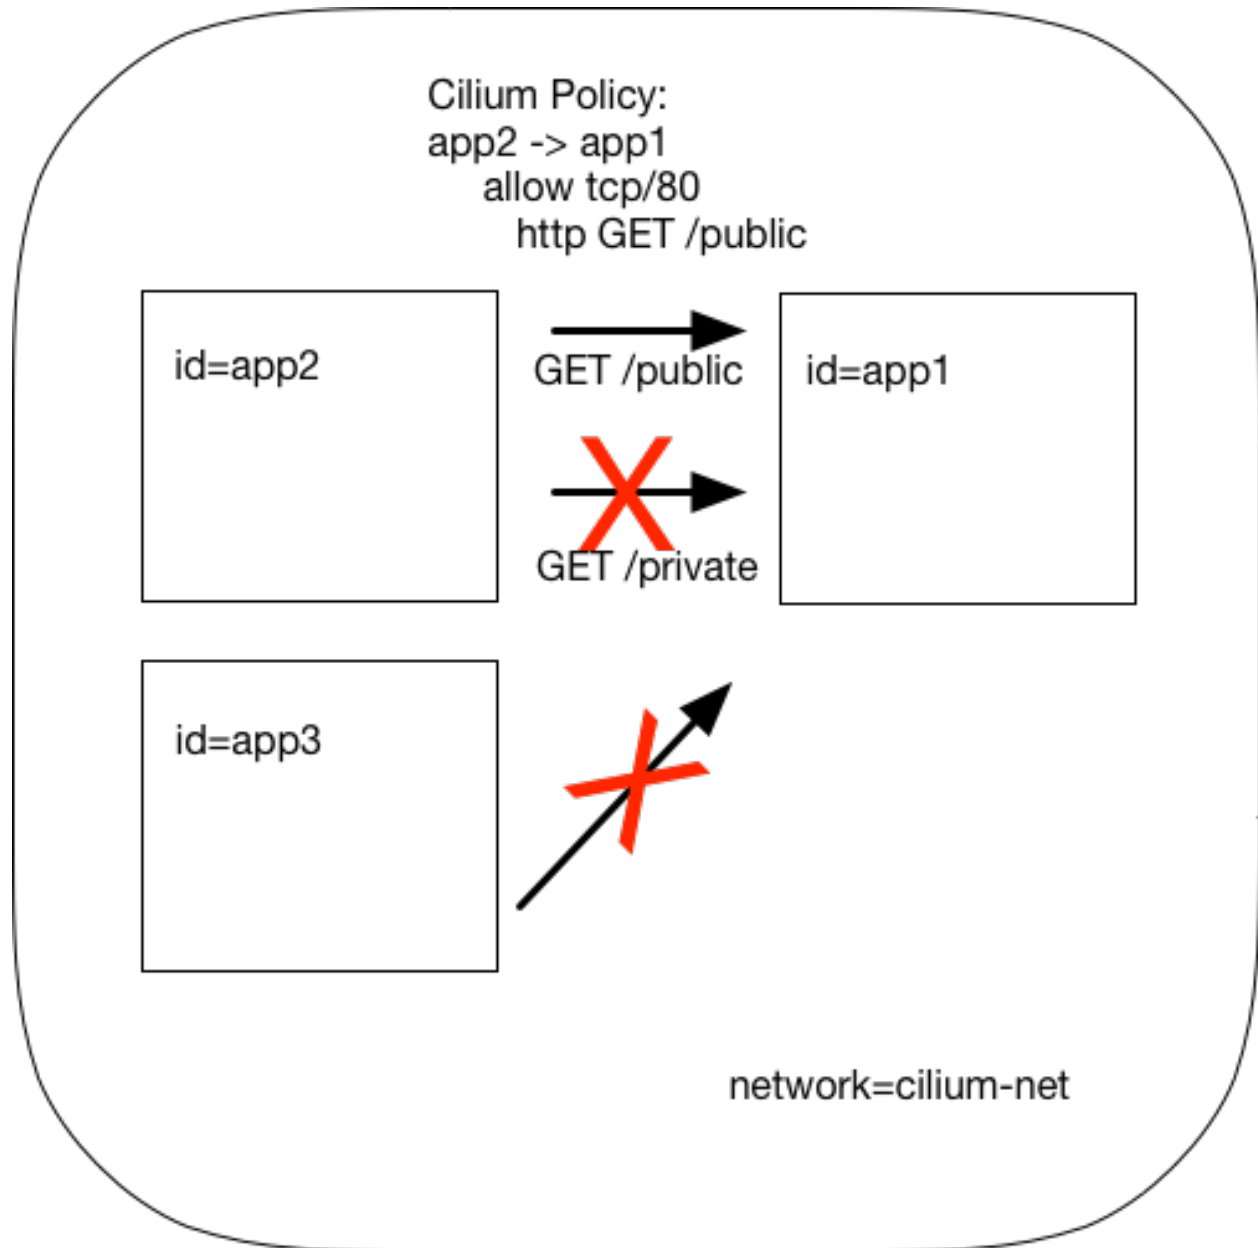 Cilium Policy:
app2 -> app1
allow tcp/80
http GET /public
id=app2
GET /public
id=app1
GET /private
id=app3
network=cilium-net